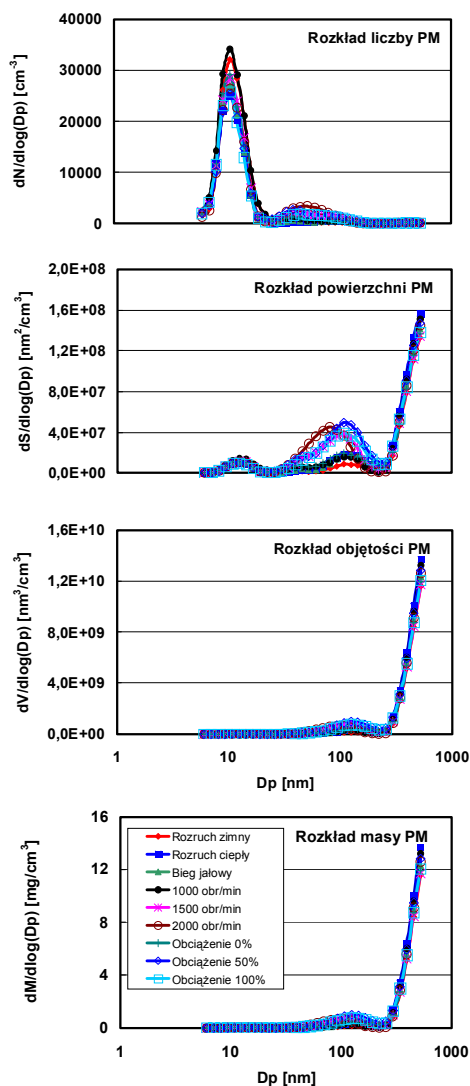 Rozkład liczby PM
dN/dlog(Dp) [cm⁻³]
40000
30000
20000
10000
0
Rozkład powierzchni PM
dS/dlog(Dp) [nm²/cm³]
2,0E+08
1,6E+08
1,2E+08
8,0E+07
4,0E+07
0,0E+00
Rozkład objętości PM
dV/dlog(Dp) [nm³/cm³]
1,6E+10
1,2E+10
8,0E+09
4,0E+09
0,0E+00
1 10 100 1000
Dp [nm]
Rozkład masy PM
dM/dlog(Dp) [mg/cm³]
16
12
8
4
0
Rozruch zimny
Rozruch ciepły
Bieg jałowy
1000 obr/min
1500 obr/min
2000 obr/min
Obciążenie 0%
Obciążenie 50%
Obciążenie 100%
1 10 100 1000
Dp [nm]